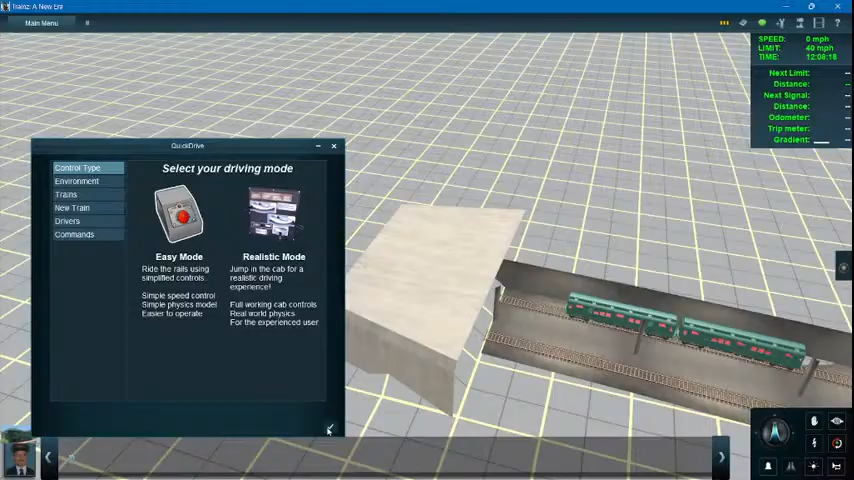 Trainz: A New Era
Main Menu
SPEED: 0 mph
LIMIT: 40 mph
TIME: 12:08:18
Next Limit: --
Distance: --
Next Signal: --
Distance: --
Odometer: --
Trip meter: --
Gradient: --
QuickDrive
Control Type
Environment
Trains
New Train
Drivers
Commands
Select your driving mode
Easy Mode
Ride the rails using
simplified controls.
Simple speed control
Simple physics model
Easier to operate
Realistic Mode
Jump in the cab for a
realistic driving
experience!
Full working cab controls
Real world physics
For the experienced user